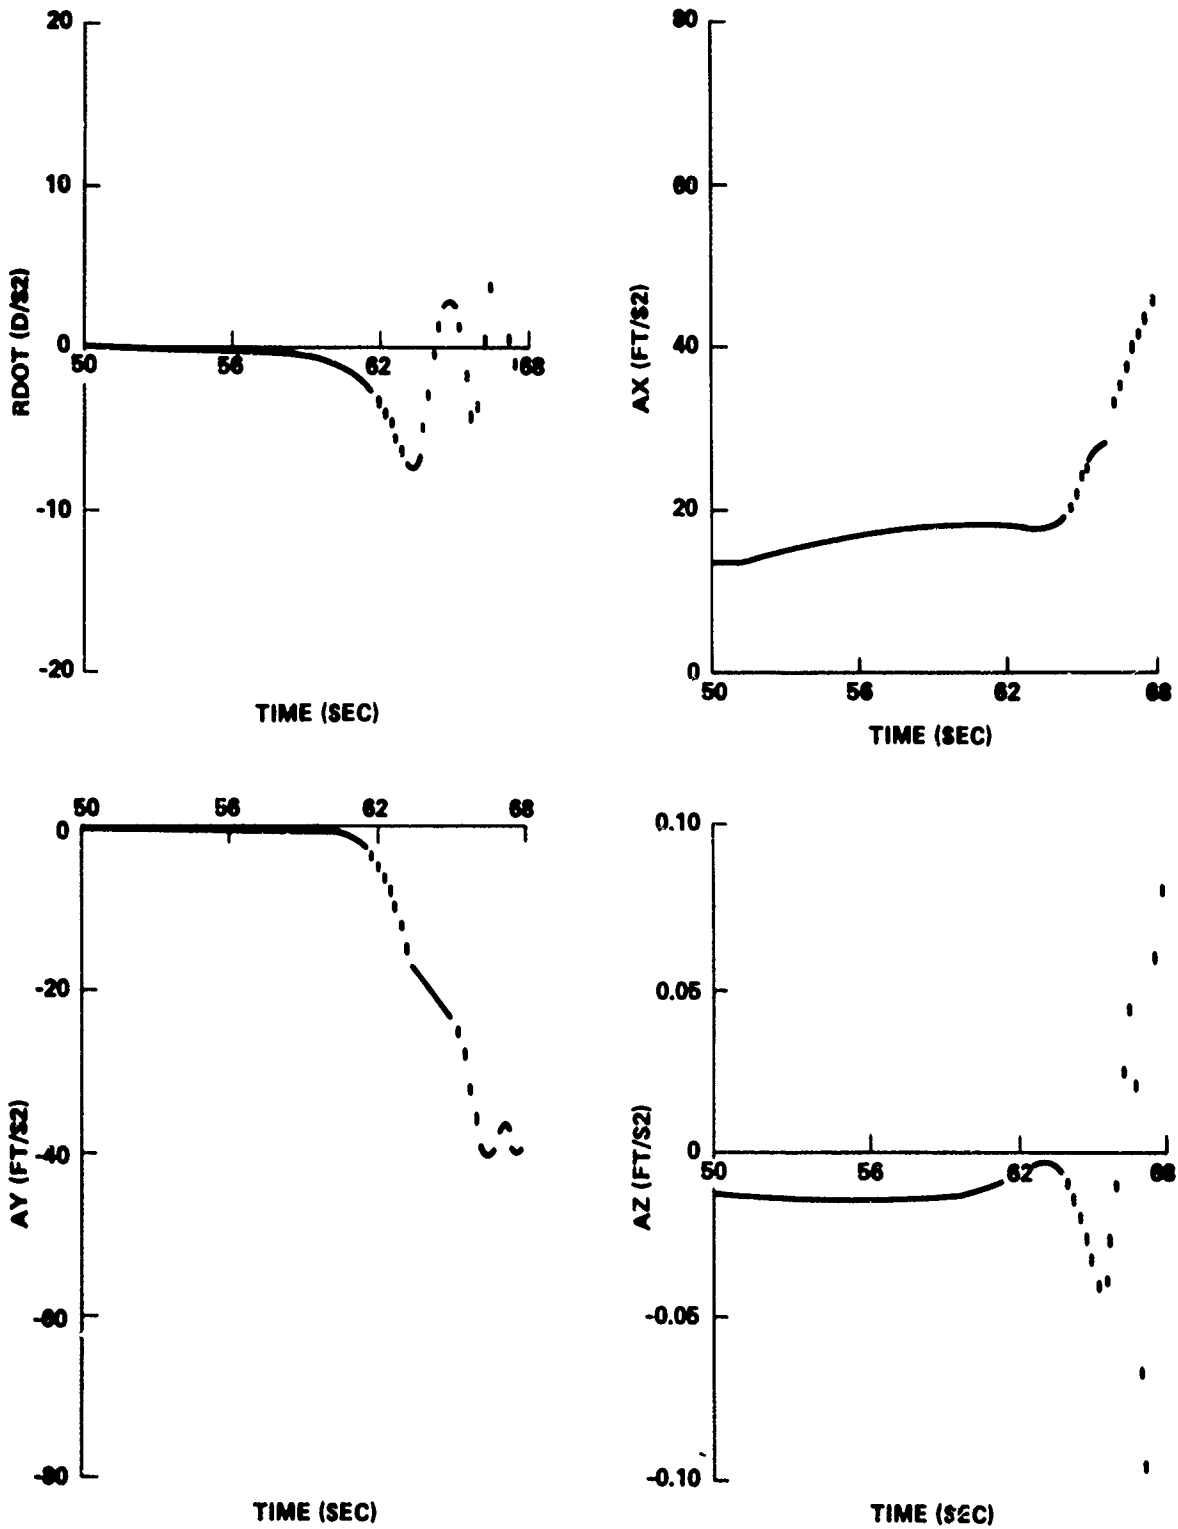 20
10
0
-10
-20
RDOT (D/S2)
50 56 62 68
TIME (SEC)
80
60
40
20
0
AX (FT/S2)
50 56 62 68
TIME (SEC)
50 56 62 68
0
-20
-40
-60
-80
AY (FT/S2)
TIME (SEC)
0.10
0.05
0
-0.05
-0.10
AZ (FT/S2)
50 56 62 68
TIME (SEC)